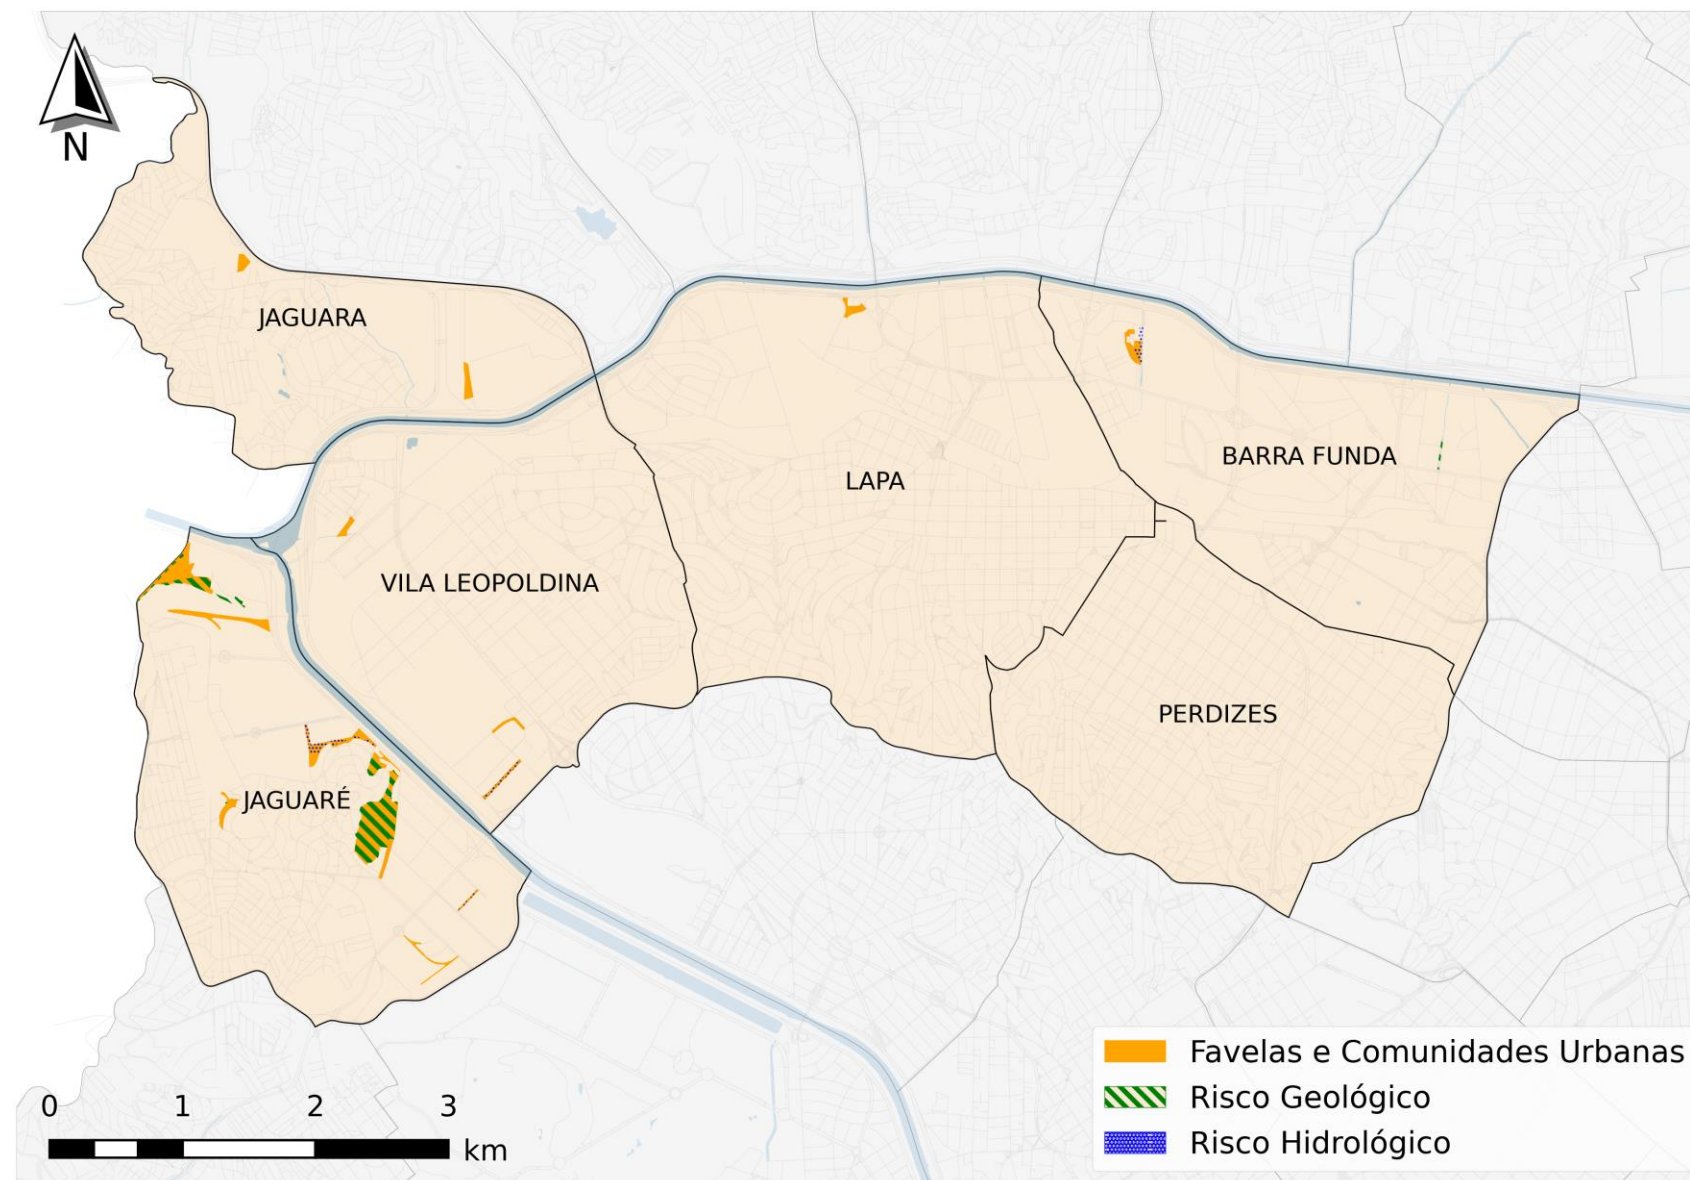 N
JAGUARA
LAPA
BARRA FUNDA
VILA LEOPOLDINA
PERDIZES
JAGUARÉ
0 1 2 3
km
Favelas e Comunidades Urbanas
Risco Geológico
Risco Hidrológico